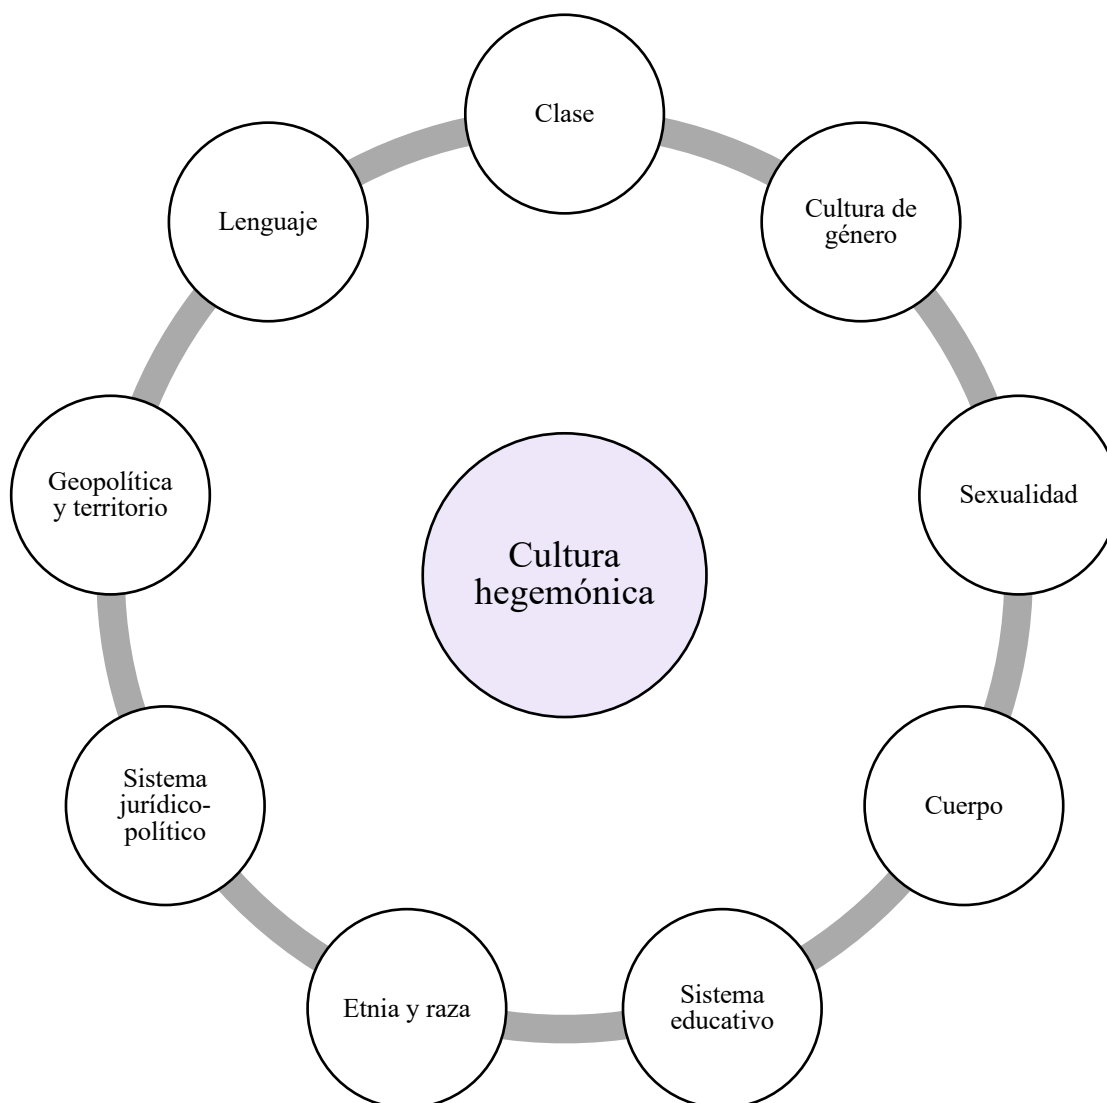 Clase
Cultura de
género
Sexualidad
Cuerpo
Sistema
educativo
Etnia y raza
Sistema
jurídico-
político
Geopolítica
y territorio
Lenguaje
Cultura
hegemónica